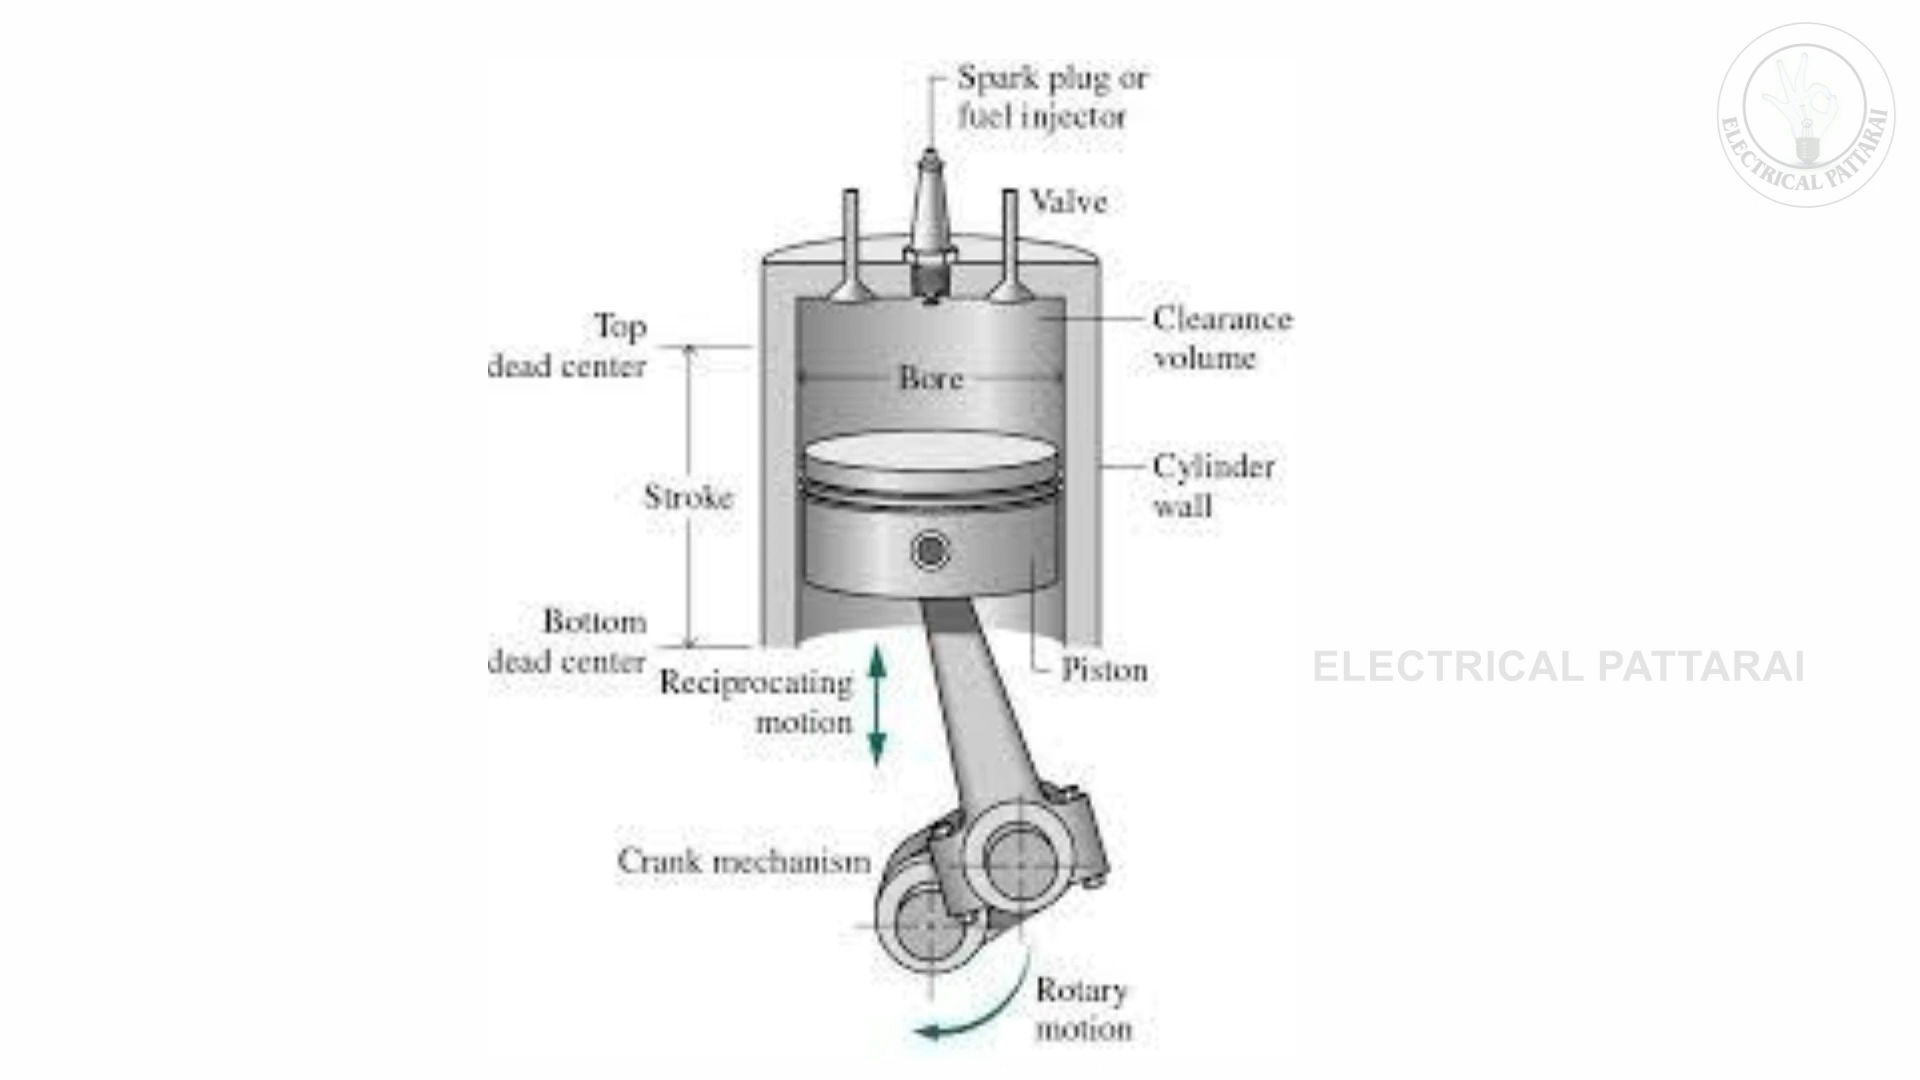 Spark plug or
fuel injector
Valve
ELECTRICAL PATTARAI
Top
dead center
Clearance
volume
Bore
Stroke
Cylinder
wall
Bottom
dead center
Reciprocating
motion
Piston
ELECTRICAL PATTARAI
Crank mechanism
Rotary
motion